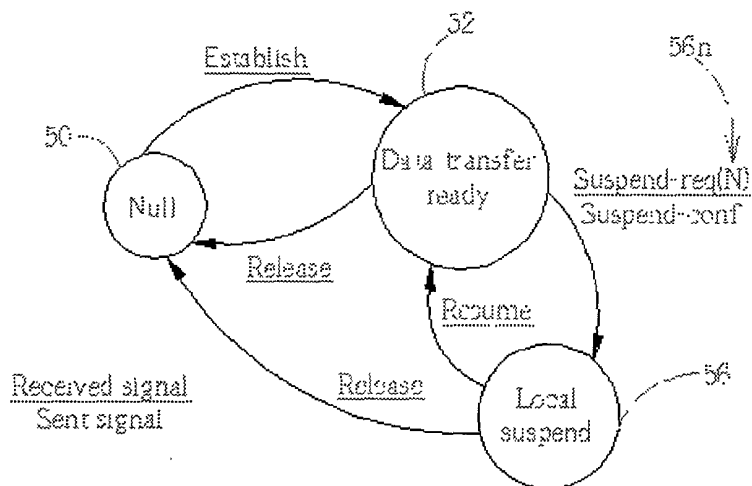 52
56n
Establish
50
Data transfer
ready
Null
Suspend-req(N)
Suspend-conf
Release
Resume
Received signal
Sent signal
Release
Local
suspend
56